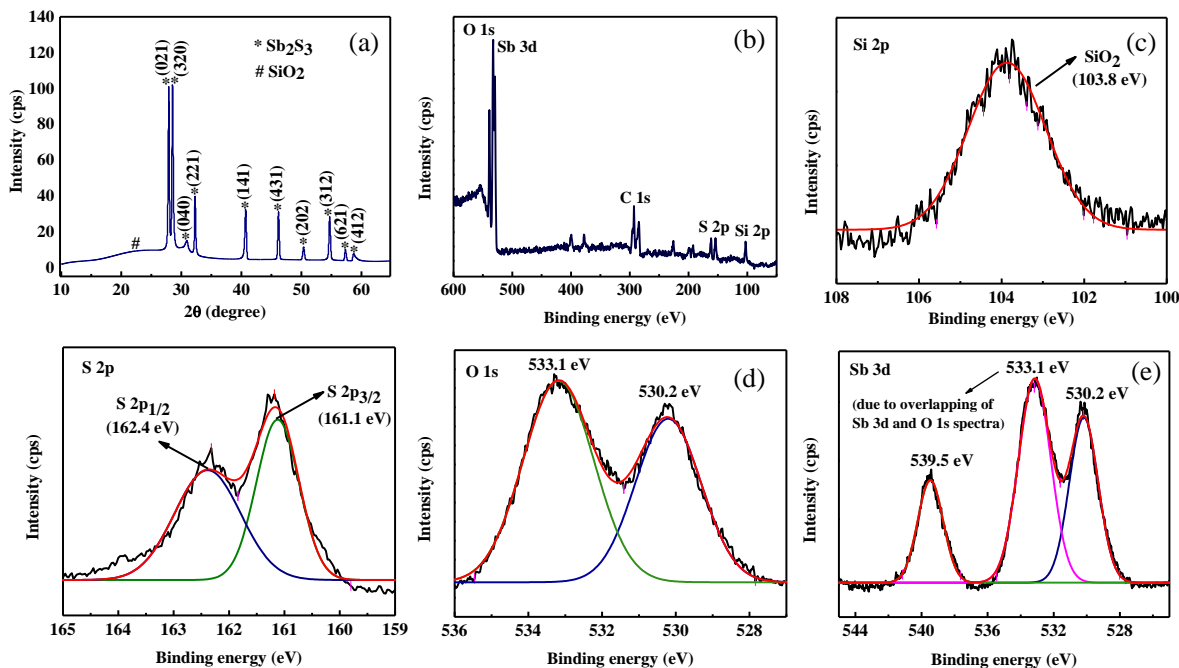 (a)
* Sb₂S₃
# SiO₂
*(021)
*(320)
*(040)
*(221)
*(141)
*(431)
*(202)
*(312)
*(621)
*(412)
#
140
120
100
80
60
40
20
0
Intensity (cps)
10 20 30 40 50 60
2θ (degree)
(b)
O 1s
Sb 3d
C 1s
S 2p
Si 2p
Intensity (cps)
600 500 400 300 200 100 50
Binding energy (eV)
Si 2p
(c)
SiO₂
(103.8 eV)
Intensity (cps)
108 106 104 102 100
Binding energy (eV)
S 2p
S 2p1/2
(162.4 eV)
S 2p3/2
(161.1 eV)
Intensity (cps)
165 164 163 162 161 160 159
Binding energy (eV)
O 1s
533.1 eV
(d)
530.2 eV
Intensity (cps)
536 534 532 530 528
Binding energy (eV)
Sb 3d
533.1 eV
(e)
530.2 eV
(due to overlapping of
Sb 3d and O 1s spectra)
539.5 eV
Intensity (cps)
544 540 536 532 528
Binding energy (eV)